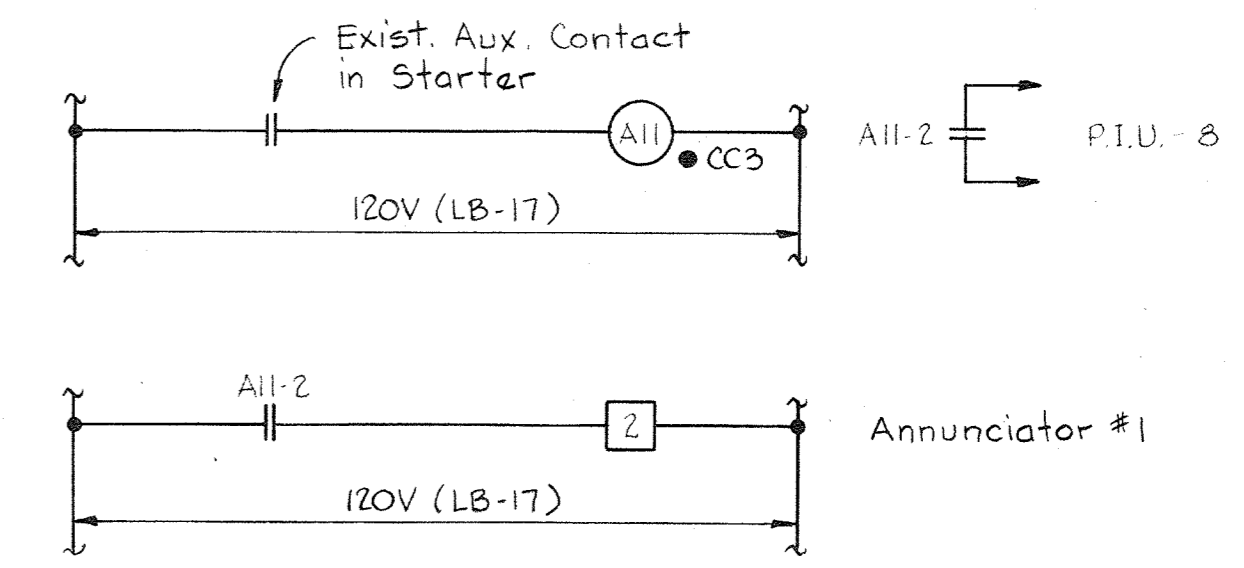 Exist. Aux. Contact
in Starter
A11
CC3
A11-2
P.I.U.-8
120V (LB-17)
A11-2
2
Annunciator #1
120V (LB-17)